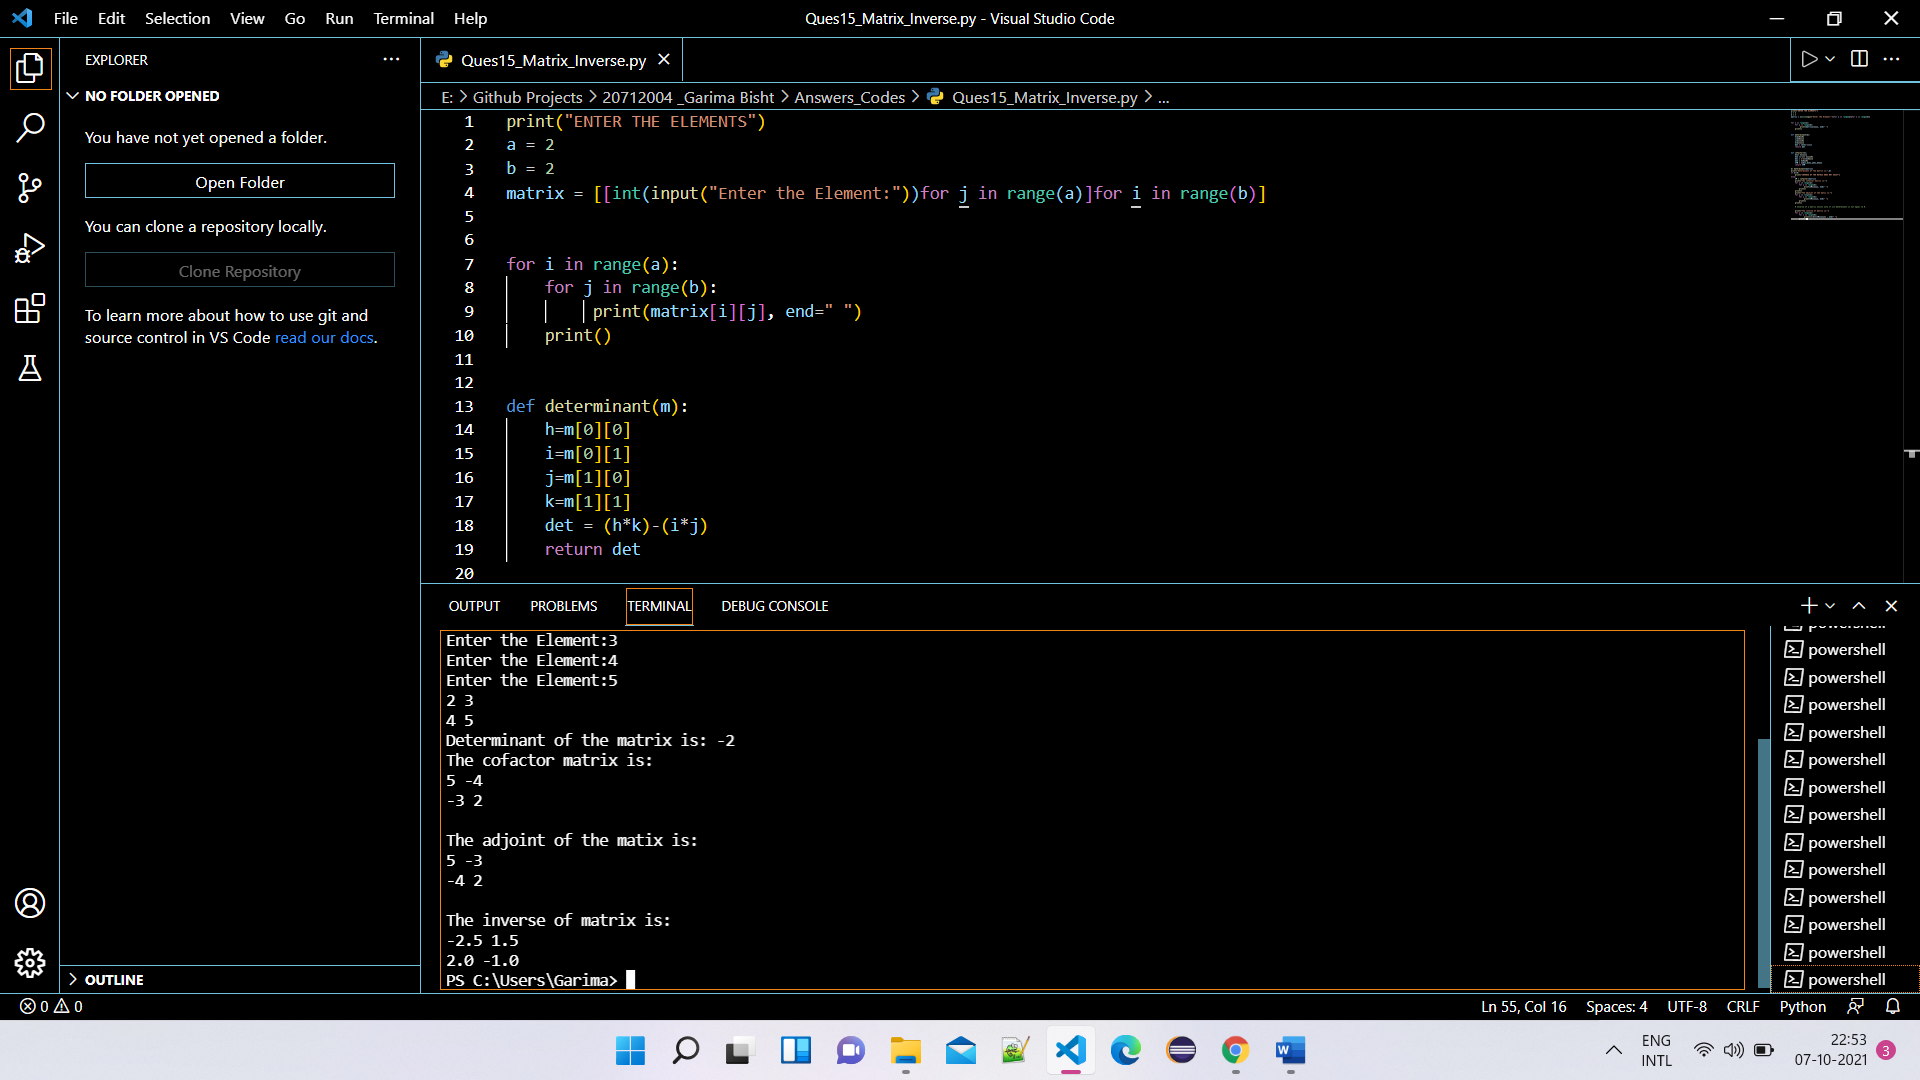 File Edit Selection View Go Run Terminal Help
Ques15_Matrix_Inverse.py - Visual Studio Code
EXPLORER
NO FOLDER OPENED
You have not yet opened a folder.
Open Folder
You can clone a repository locally.
Clone Repository
To learn more about how to use git and
source control in VS Code read our docs.
OUTLINE
Ques15_Matrix_Inverse.py
E: > Github Projects > 20712004 _Garima Bisht > Answers_Codes > Ques15_Matrix_Inverse.py > ...
1 print("ENTER THE ELEMENTS")
2 a = 2
3 b = 2
4 matrix = [[int(input("Enter the Element:"))for j in range(a)]for i in range(b)]
5
6
7 for i in range(a):
8     for j in range(b):
9         print(matrix[i][j], end=" ")
10     print()
11
12
13 def determinant(m):
14     h=m[0][0]
15     i=m[0][1]
16     j=m[1][0]
17     k=m[1][1]
18     det = (h*k)-(i*j)
19     return det
20
OUTPUT PROBLEMS TERMINAL DEBUG CONSOLE
Enter the Element:3
Enter the Element:4
Enter the Element:5
2 3
4 5
Determinant of the matrix is: -2
The cofactor matrix is:
5 -4
-3 2
The adjoint of the matix is:
5 -3
-4 2
The inverse of matrix is:
-2.5 1.5
2.0 -1.0
PS C:\Users\Garima>
powershell
powershell
powershell
powershell
powershell
powershell
powershell
powershell
powershell
powershell
powershell
powershell
powershell
powershell
0 0
Ln 55, Col 16 Spaces: 4 UTF-8 CRLF Python
ENG
INTL
22:53
07-10-2021
3